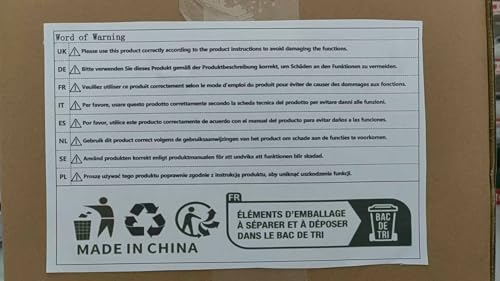 Word of Warning
UK Please use this product correctly according to the product instructions to avoid damaging the functions.
DE Bitte verwenden Sie dieses Produkt gemäß der Produktbeschreibung korrekt, um Schäden an den Funktionen zu vermeiden.
FR Veuillez utiliser ce produit correctement selon le mode d'emploi du produit pour éviter de causer des dommages aux fonctions.
IT Per favore, usare questo prodotto correttamente secondo la scheda tecnica del prodotto per evitare danni alle funzioni.
ES Por favor, utilice este producto correctamente de acuerdo con el manual del producto para evitar daños a las funciones.
NL Gebruik dit product correct volgens de gebruiksaanwijzingen van het product om schade aan de functies te voorkomen.
SE Använd produkten korrekt enligt produktmanualen för att undvika att funktionen blir skadad.
PL Proszę używać tego produktu poprawnie zgodnie z instrukcją produktu, aby uniknąć uszkodzenia funkcji.
MADE IN CHINA
FR
ÉLÉMENTS D'EMBALLAGE
À SÉPARER ET À DÉPOSER
DANS LE BAC DE TRI
BAC
DE
TRI